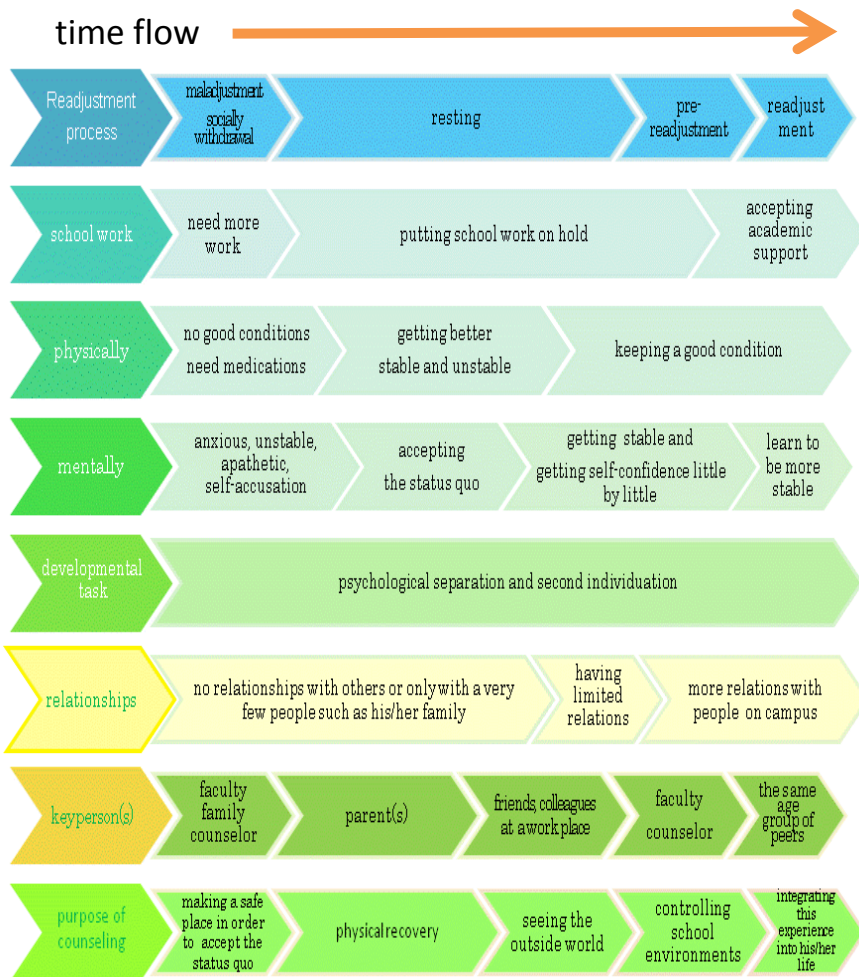 time flow
Readjustment
process
maladjustment
socially
withdrawal
resting
pre-
readjustment
readjust
ment
school work
need more
work
putting school work on hold
accepting
academic
support
physically
no good conditions
need medications
getting better
stable and unstable
keeping a good condition
mentally
anxious, unstable,
apathetic,
self-accusation
accepting
the status quo
getting stable and
getting self-confidence little
by little
learn to
be more
stable
developmental
task
psychological separation and second individuation
relationships
no relationships with others or only with a very
few people such as his/her family
having
limited
relations
more relations with
people on campus
keyperson(s)
faculty
family
counselor
parent(s)
friends, colleagues
at a work place
faculty
counselor
the same
age
group of
peers
purpose of
counseling
making a safe
place in order
to accept the
status quo
physical recovery
seeing the
outside world
controlling
school
environments
integrating
this
experience
into his/her
life